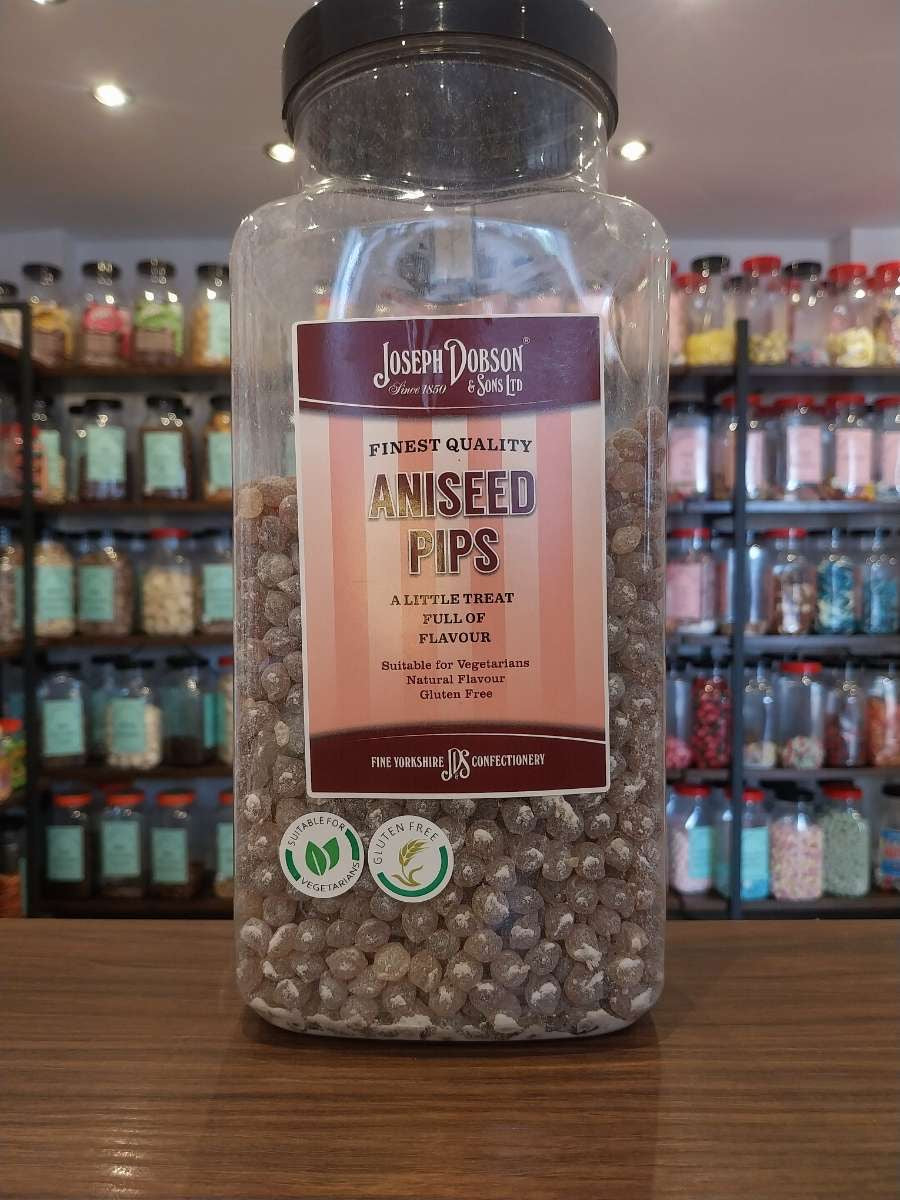 JOSEPH DOBSON®
Since 1850 & SONS LTD
FINEST QUALITY
ANISEED
PIPS
A LITTLE TREAT
FULL OF
FLAVOUR
Suitable for Vegetarians
Natural Flavour
Gluten Free
FINE YORKSHIRE JDS CONFECTIONERY
SUITABLE FOR VEGETARIANS
GLUTEN FREE